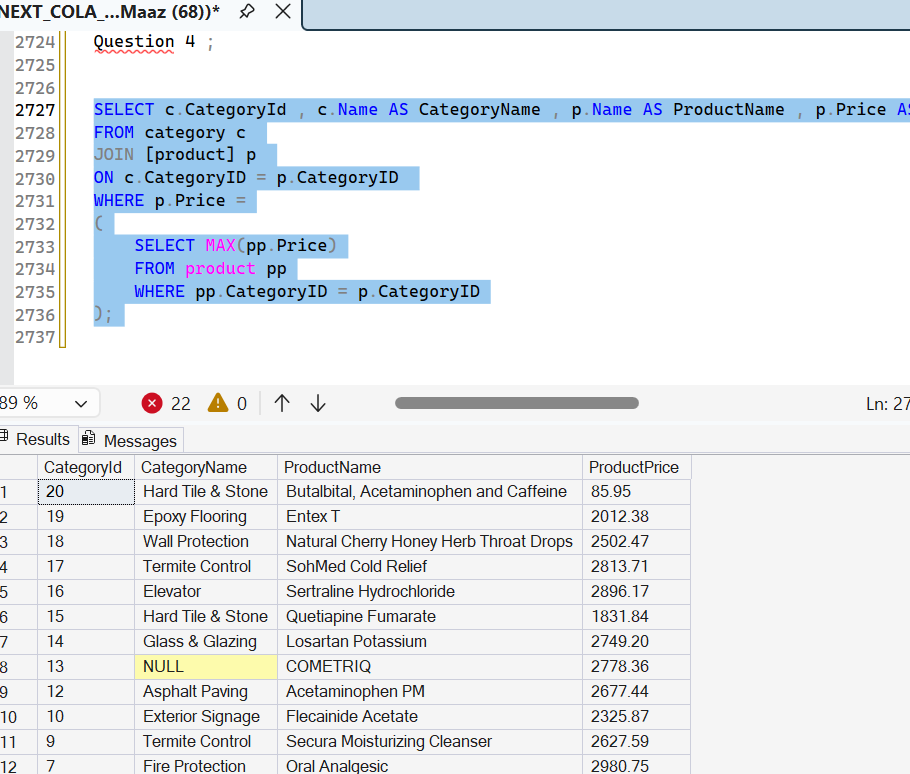 NEXT_COLA_...Maaz (68))*
2724 Question 4 ;
2725
2726
2727 SELECT c.CategoryId , c.Name AS CategoryName , p.Name AS ProductName , p.Price AS
2728 FROM category c
2729 JOIN [product] p
2730 ON c.CategoryID = p.CategoryID
2731 WHERE p.Price =
2732 (
2733 SELECT MAX(pp.Price)
2734 FROM product pp
2735 WHERE pp.CategoryID = p.CategoryID
2736 );
2737
89 % 22 0 Ln: 27
Results Messages
CategoryId CategoryName ProductName ProductPrice
1 20 Hard Tile & Stone Butalbital, Acetaminophen and Caffeine 85.95
2 19 Epoxy Flooring Entex T 2012.38
3 18 Wall Protection Natural Cherry Honey Herb Throat Drops 2502.47
4 17 Termite Control SohMed Cold Relief 2813.71
5 16 Elevator Sertraline Hydrochloride 2896.17
6 15 Hard Tile & Stone Quetiapine Fumarate 1831.84
7 14 Glass & Glazing Losartan Potassium 2749.20
8 13 NULL COMETRIQ 2778.36
9 12 Asphalt Paving Acetaminophen PM 2677.44
10 10 Exterior Signage Flecainide Acetate 2325.87
11 9 Termite Control Secura Moisturizing Cleanser 2627.59
12 7 Fire Protection Oral Analgesic 2980.75